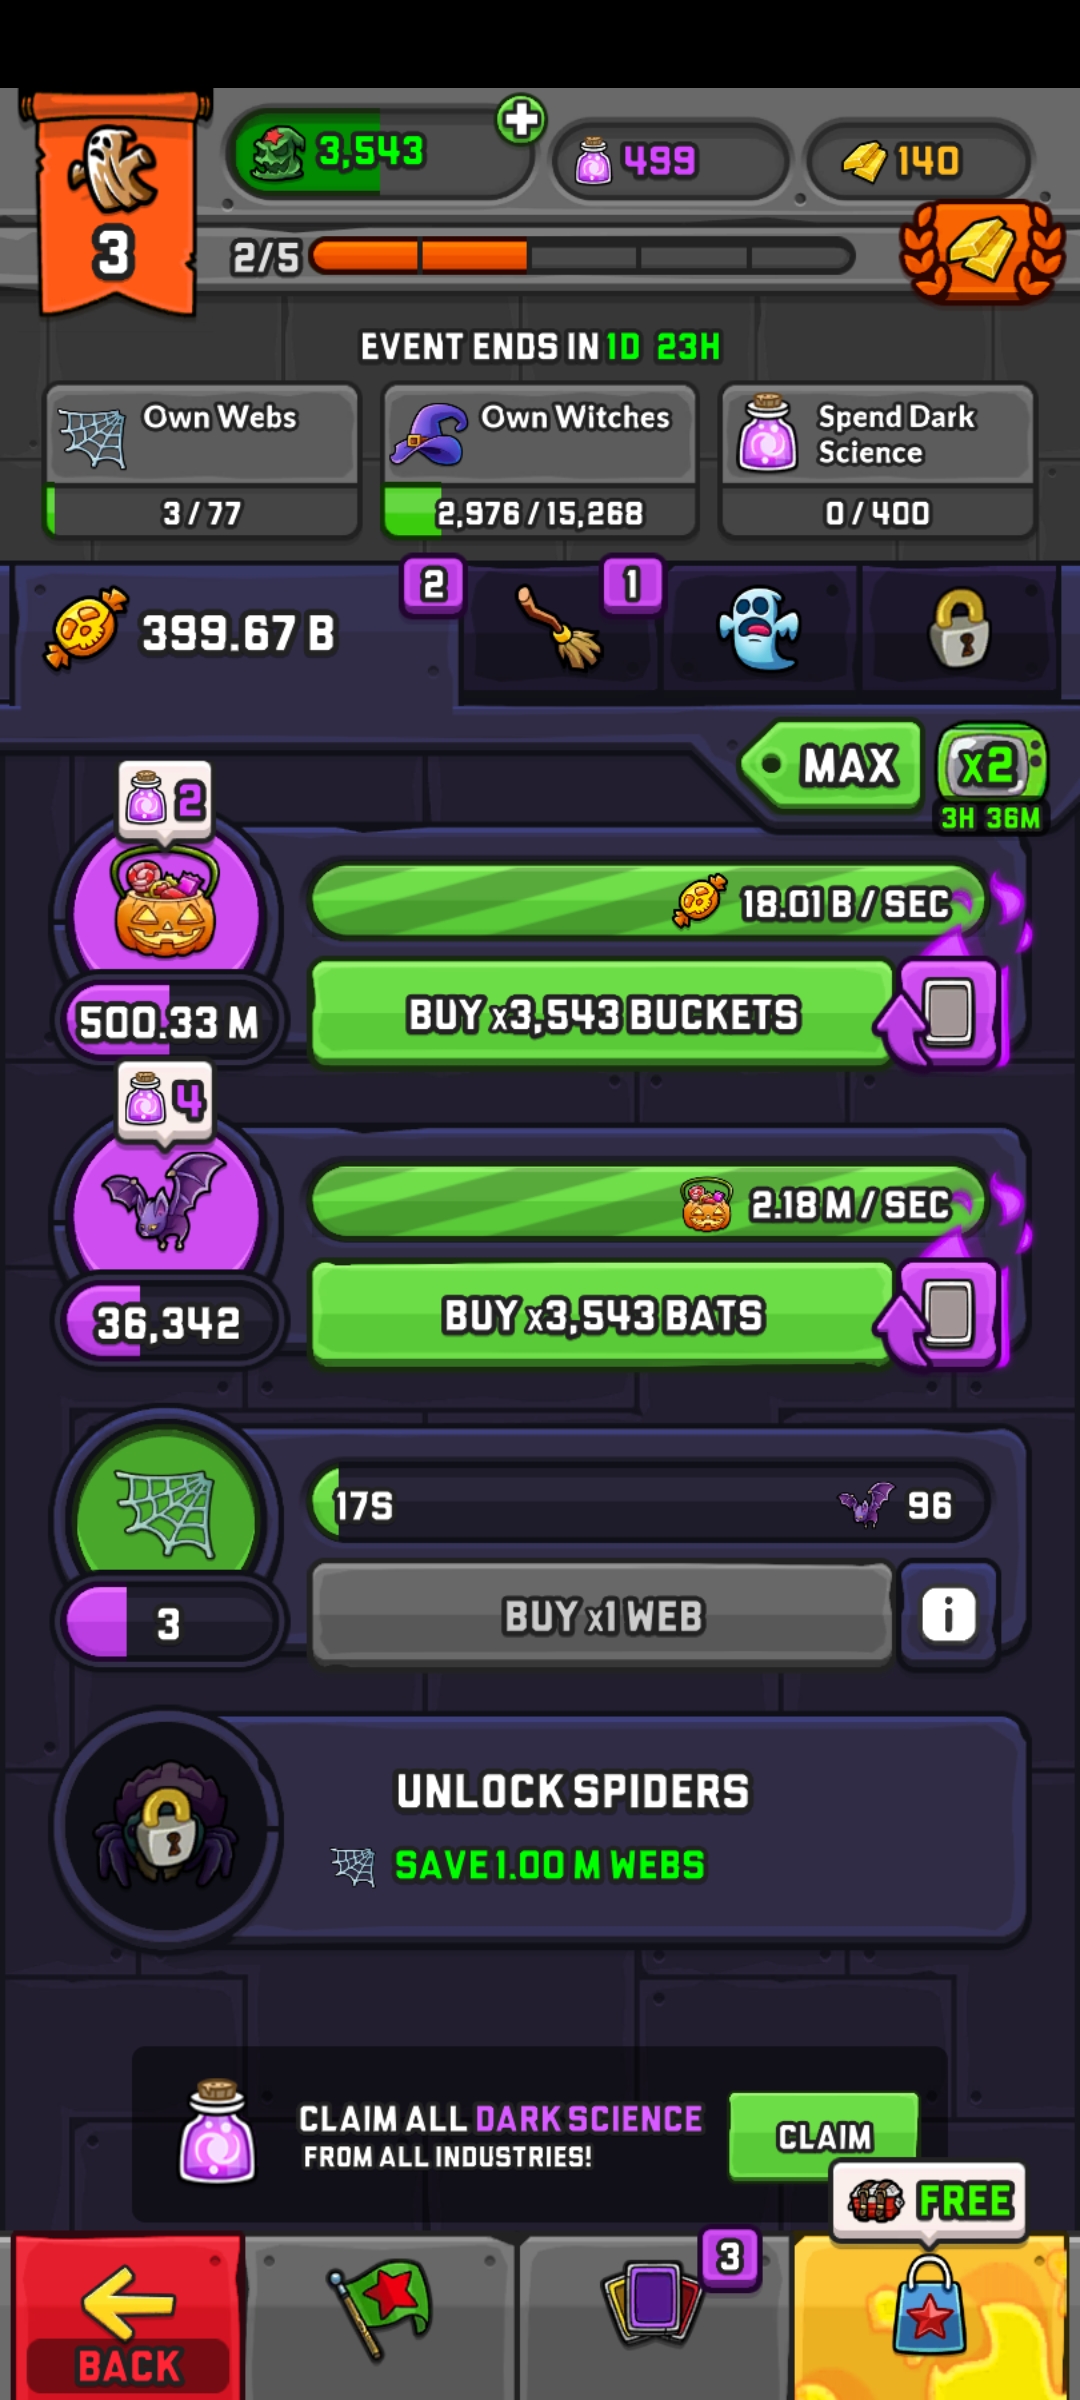 3,543
499
140
3
2/5
EVENT ENDS IN 1D 23H
Own Webs
3/77
Own Witches
2,976/15,268
Spend Dark
Science
0/400
399.67 B
2
1
MAX
x2
3H 36M
2
18.01 B/SEC
500.33 M
BUY x3,543 BUCKETS
4
2.18 M/SEC
36,342
BUY x3,543 BATS
17S
96
3
BUY x1 WEB
i
UNLOCK SPIDERS
SAVE 1.00 M WEBS
CLAIM ALL DARK SCIENCE
FROM ALL INDUSTRIES!
CLAIM
FREE
3
BACK